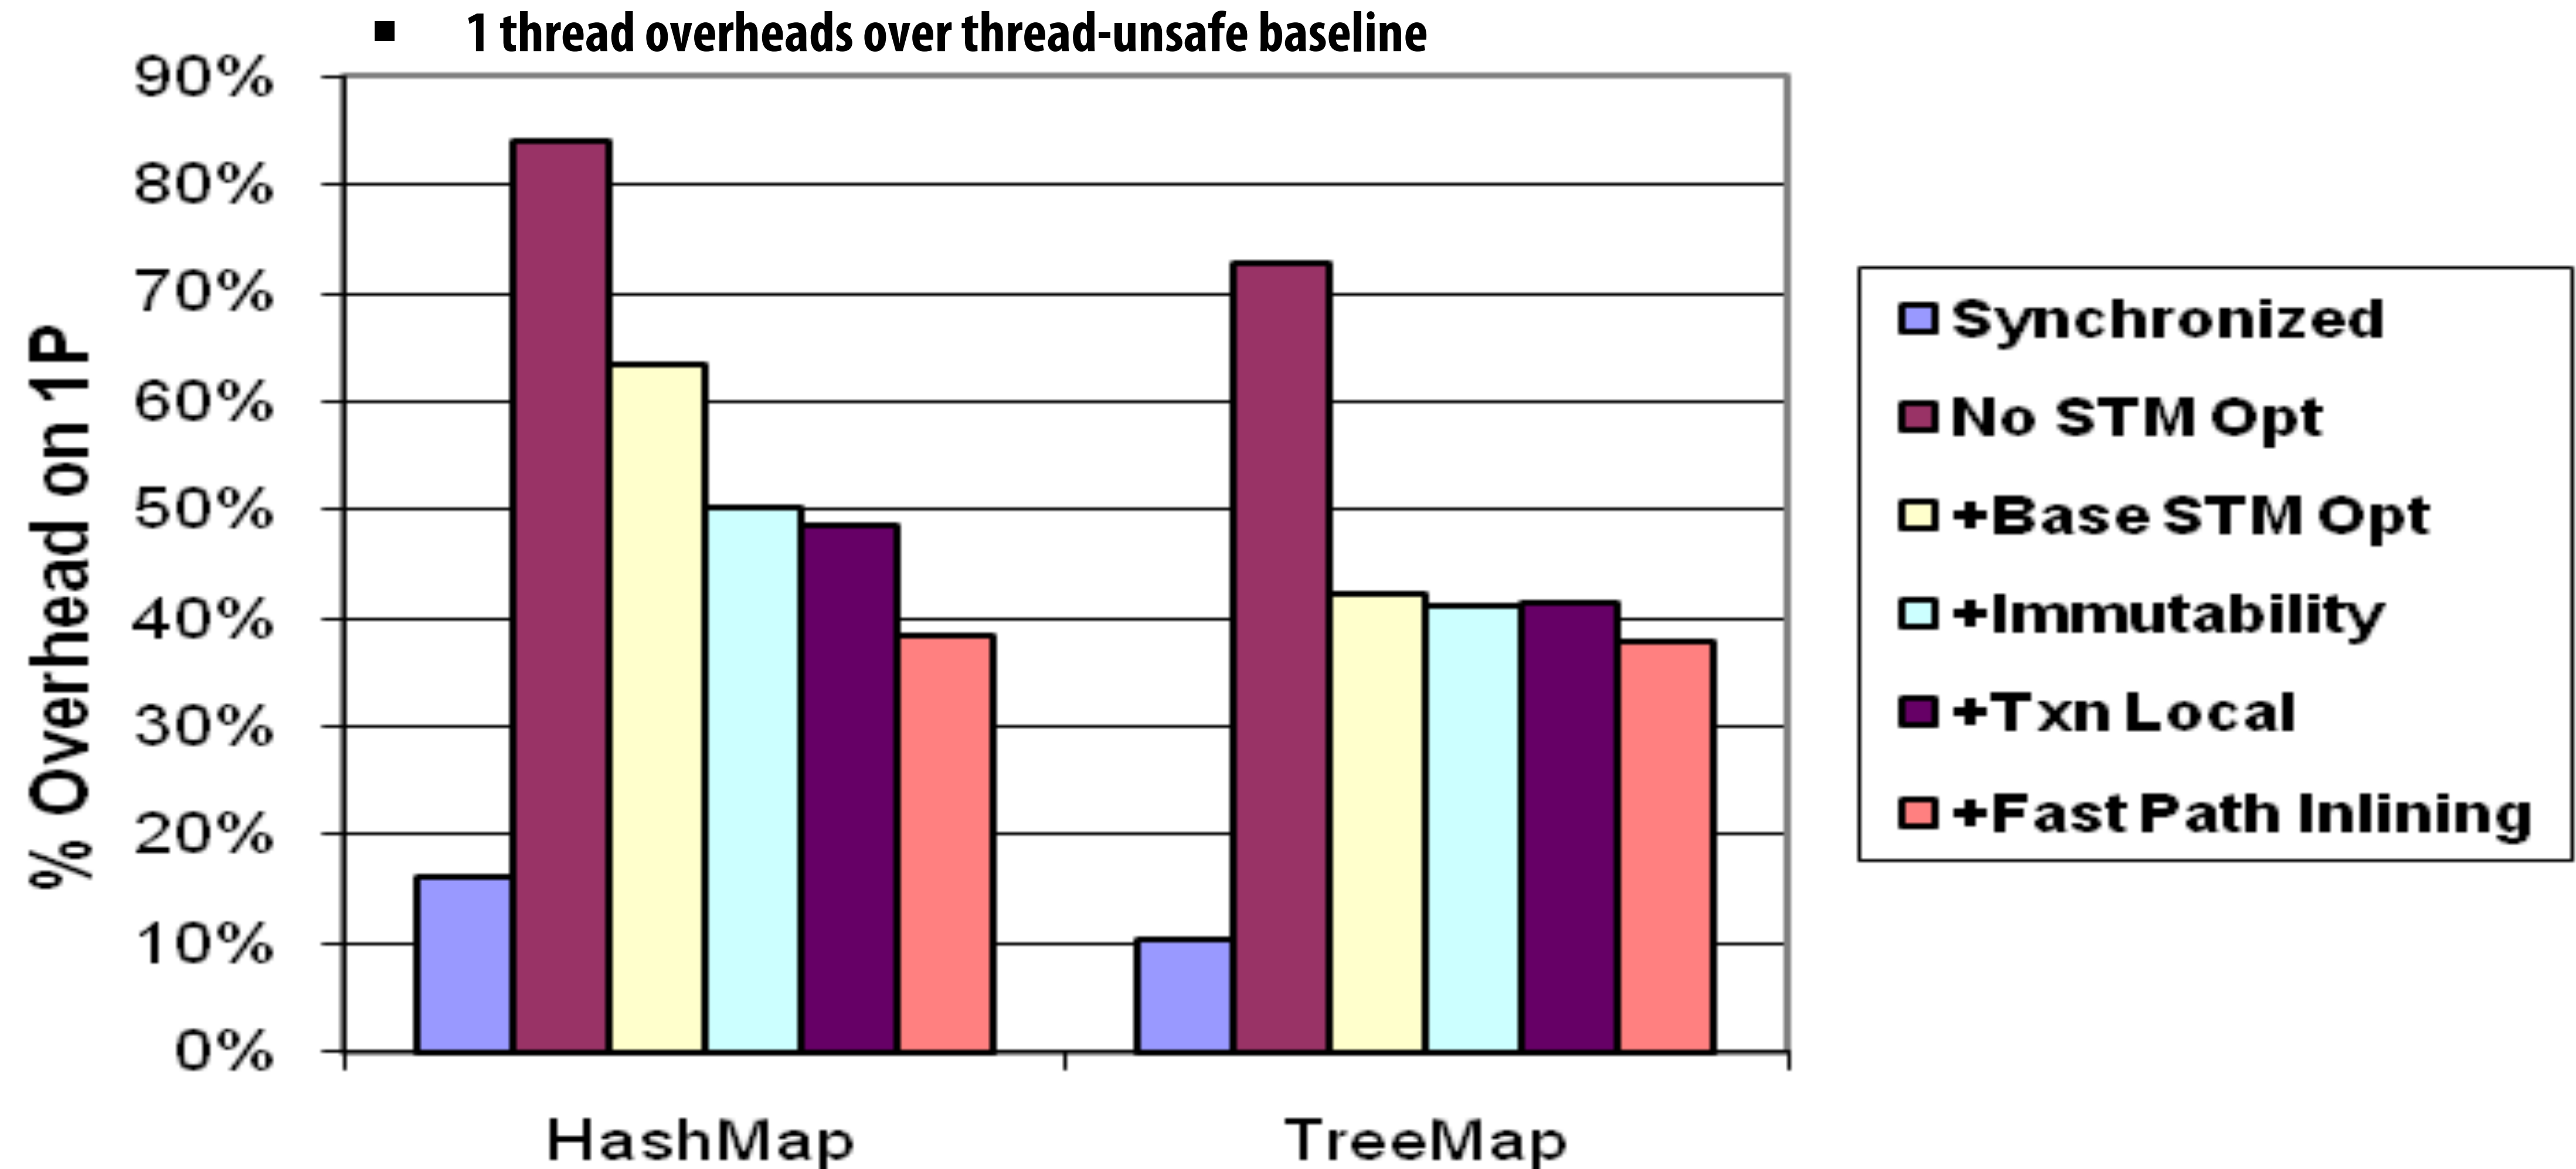 ▪ 1 thread overheads over thread-unsafe baseline
% Overhead on 1P
90%
80%
70%
60%
50%
40%
30%
20%
10%
0%
HashMap
TreeMap
Synchronized
No STM Opt
+Base STM Opt
+Immutability
+Txn Local
+Fast Path Inlining